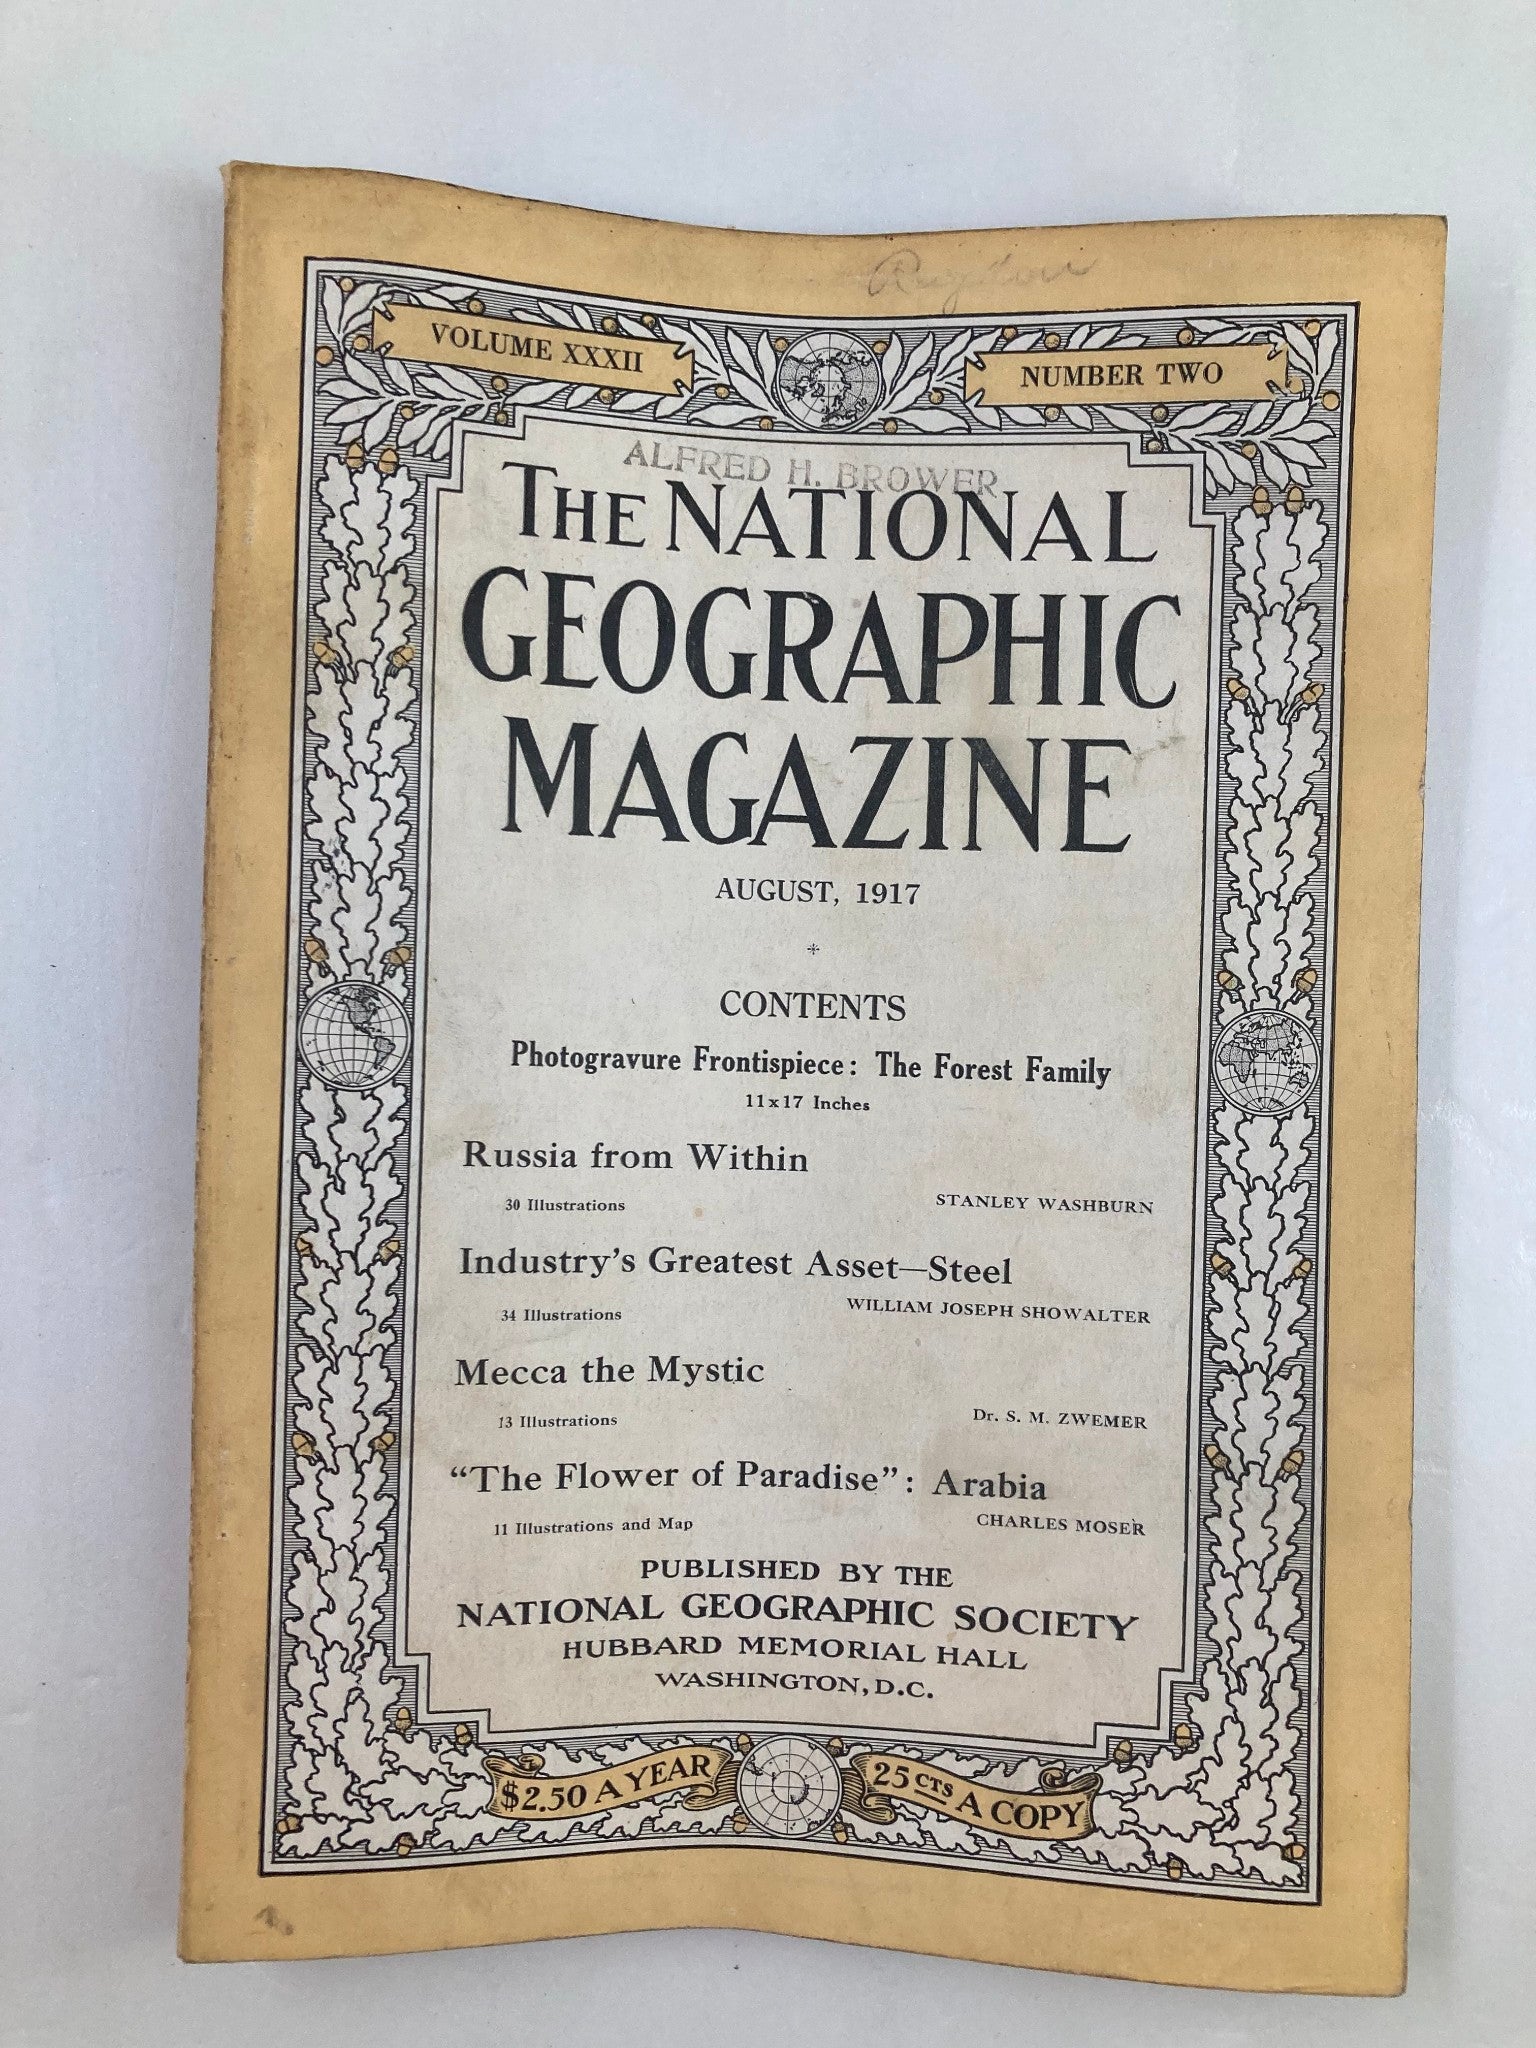 VOLUME XXXII
NUMBER TWO
ALFRED H. BROWER
THE NATIONAL
GEOGRAPHIC
MAGAZINE
AUGUST, 1917
CONTENTS
Photogravure Frontispiece: The Forest Family
11x17 Inches
Russia from Within
30 Illustrations STANLEY WASHBURN
Industry's Greatest Asset—Steel
34 Illustrations WILLIAM JOSEPH SHOWALTER
Mecca the Mystic
13 Illustrations Dr. S. M. ZWEMER
"The Flower of Paradise": Arabia
11 Illustrations and Map CHARLES MOSER
PUBLISHED BY THE
NATIONAL GEOGRAPHIC SOCIETY
HUBBARD MEMORIAL HALL
WASHINGTON, D.C.
$2.50 A YEAR
25 CTS A COPY